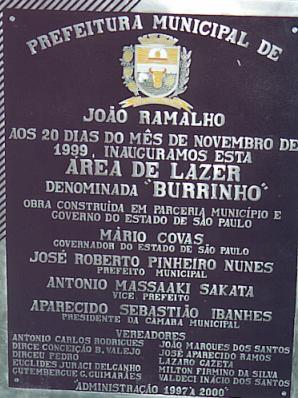 PREFEITURA MUNICIPAL DE
JOÃO RAMALHO
AOS 20 DIAS DO MÊS DE NOVEMBRO DE
1999, INAUGURAMOS ESTA
ÁREA DE LAZER
DENOMINADA "BURRINHO"
OBRA CONSTRUÍDA EM PARCERIA MUNICÍPIO E
GOVERNO DO ESTADO DE SÃO PAULO
MÁRIO COVAS
GOVERNADOR DO ESTADO DE SÃO PAULO
JOSÉ ROBERTO PINHEIRO NUNES
PREFEITO MUNICIPAL
ANTONIO MASSAAKI SAKATA
VICE PREFEITO
APARECIDO SEBASTIÃO IBANHES
PRESIDENTE DA CÂMARA MUNICIPAL
VEREADORES
ANTONIO CARLOS RODRIGUES JOÃO MARQUES DOS SANTOS
DIRCE CONCEIÇÃO B. VALEJO JOSÉ APARECIDO RAMOS
DIRCEU PEDRO LAZARO GAZETA
EUCLIDES JURACI DELGANHO MILTON FIRMINO DA SILVA
GUTEMBERGUE C. GUIMARÃES VALDECI INÁCIO DOS SANTOS
"ADMINISTRAÇÃO 1997 À 2000"